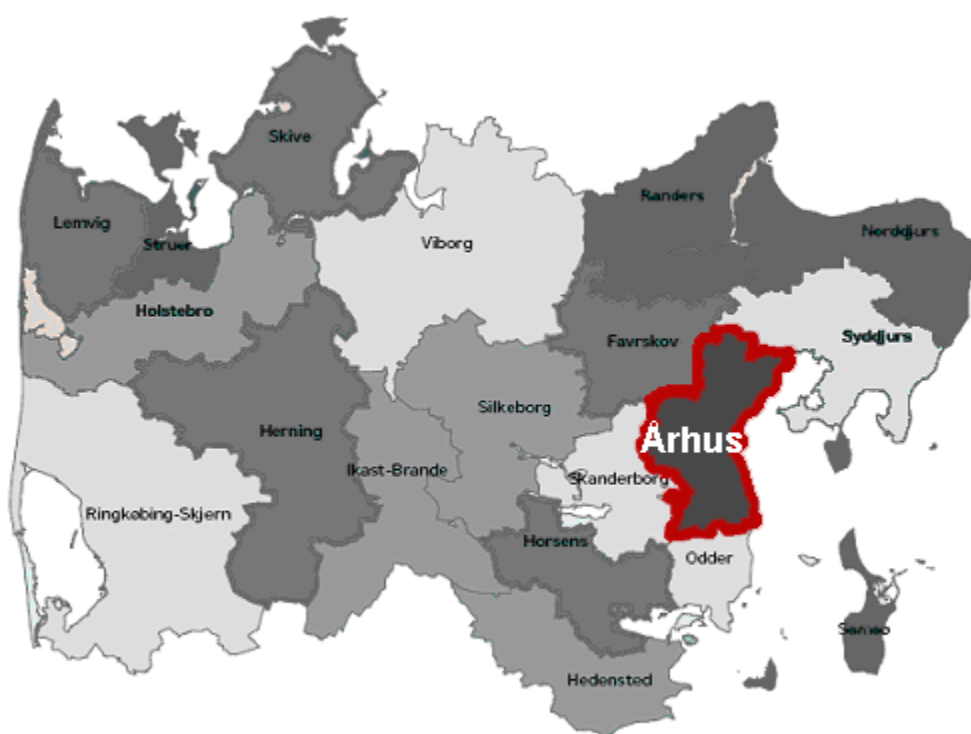 Skive
Randers
Lemvig
Norddjurs
Struer
Viborg
Holstebro
Favrskov
Syddjurs
Silkeborg
Herning
Århus
Ikast-Brande
Skanderborg
Ringkøbing-Skjern
Horsens
Odder
Samsø
Hedensted